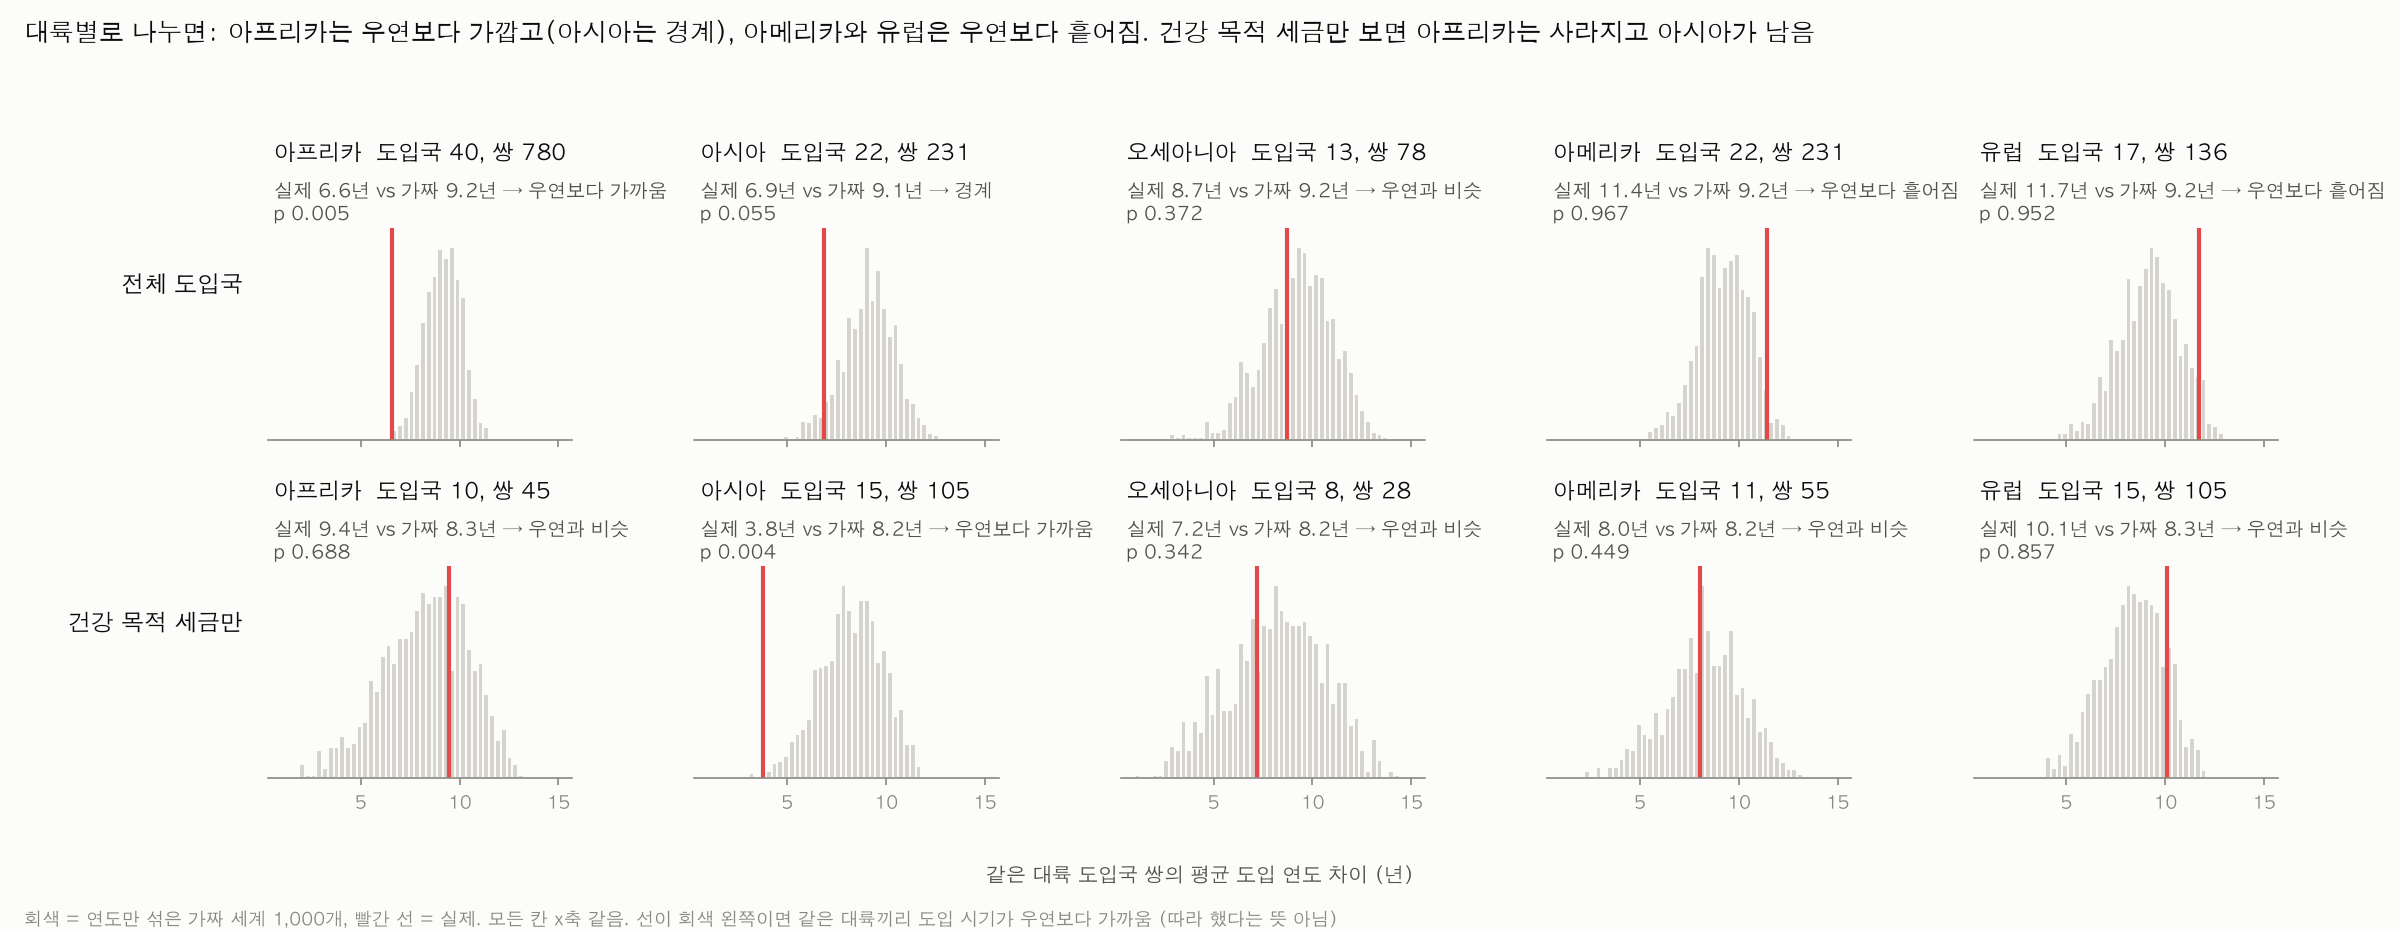 대륙별로 나누면: 아프리카는 우연보다 가깝고(아시아는 경계), 아메리카와 유럽은 우연보다 흩어짐. 건강 목적 세금만 보면 아프리카는 사라지고 아시아가 남음
아프리카 도입국 40, 쌍 780
실제 6.6년 vs 가짜 9.2년 → 우연보다 가까움
p 0.005
아시아 도입국 22, 쌍 231
실제 6.9년 vs 가짜 9.1년 → 경계
p 0.055
오세아니아 도입국 13, 쌍 78
실제 8.7년 vs 가짜 9.2년 → 우연과 비슷
p 0.372
아메리카 도입국 22, 쌍 231
실제 11.4년 vs 가짜 9.2년 → 우연보다 흩어짐
p 0.967
유럽 도입국 17, 쌍 136
실제 11.7년 vs 가짜 9.2년 → 우연보다 흩어짐
p 0.952
전체 도입국
아프리카 도입국 10, 쌍 45
실제 9.4년 vs 가짜 8.3년 → 우연과 비슷
p 0.688
아시아 도입국 15, 쌍 105
실제 3.8년 vs 가짜 8.2년 → 우연보다 가까움
p 0.004
오세아니아 도입국 8, 쌍 28
실제 7.2년 vs 가짜 8.2년 → 우연과 비슷
p 0.342
아메리카 도입국 11, 쌍 55
실제 8.0년 vs 가짜 8.2년 → 우연과 비슷
p 0.449
유럽 도입국 15, 쌍 105
실제 10.1년 vs 가짜 8.3년 → 우연과 비슷
p 0.857
건강 목적 세금만
5 10 15
5 10 15
5 10 15
5 10 15
5 10 15
같은 대륙 도입국 쌍의 평균 도입 연도 차이 (년)
회색 = 연도만 섞은 가짜 세계 1,000개, 빨간 선 = 실제. 모든 칸 x축 같음. 선이 회색 왼쪽이면 같은 대륙끼리 도입 시기가 우연보다 가까움 (따라 했다는 뜻 아님)